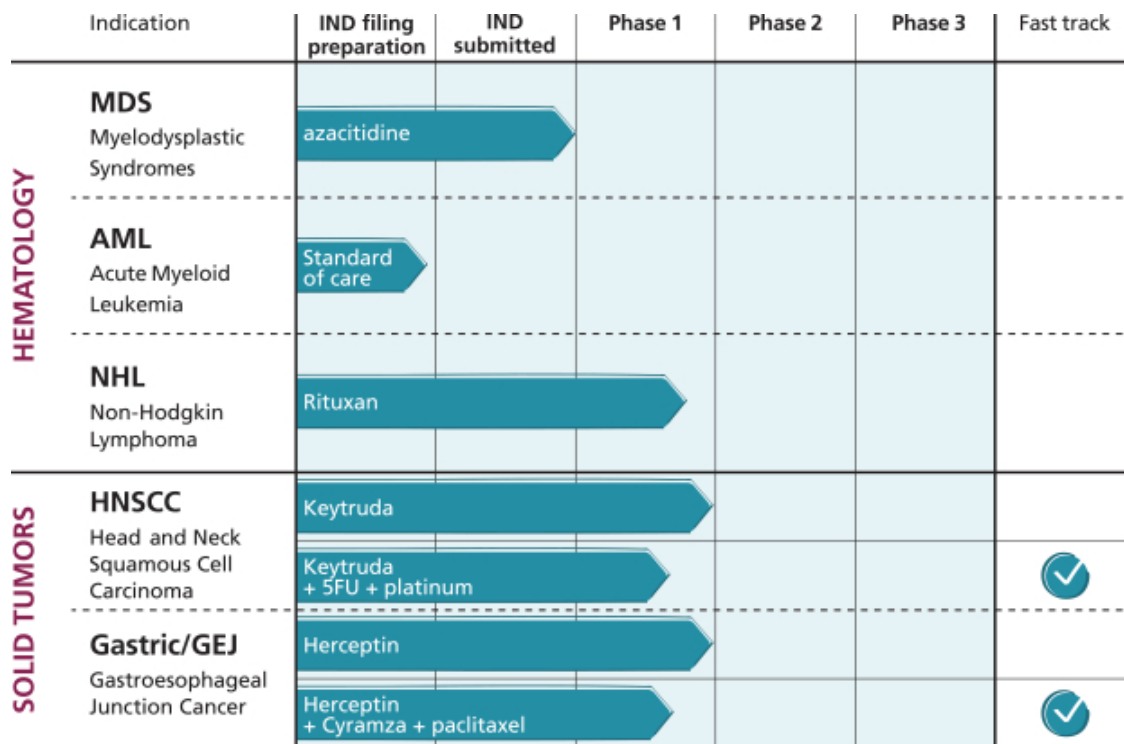 Indication
IND filing
preparation
IND
submitted
Phase 1
Phase 2
Phase 3
Fast track
HEMATOLOGY
MDS
Myelodysplastic
Syndromes
azacitidine
AML
Acute Myeloid
Leukemia
Standard
of care
NHL
Non-Hodgkin
Lymphoma
Rituxan
SOLID TUMORS
HNSCC
Head and Neck
Squamous Cell
Carcinoma
Keytruda
Keytruda
+ 5FU + platinum
Gastric/GEJ
Gastroesophageal
Junction Cancer
Herceptin
Herceptin
+ Cyramza + paclitaxel